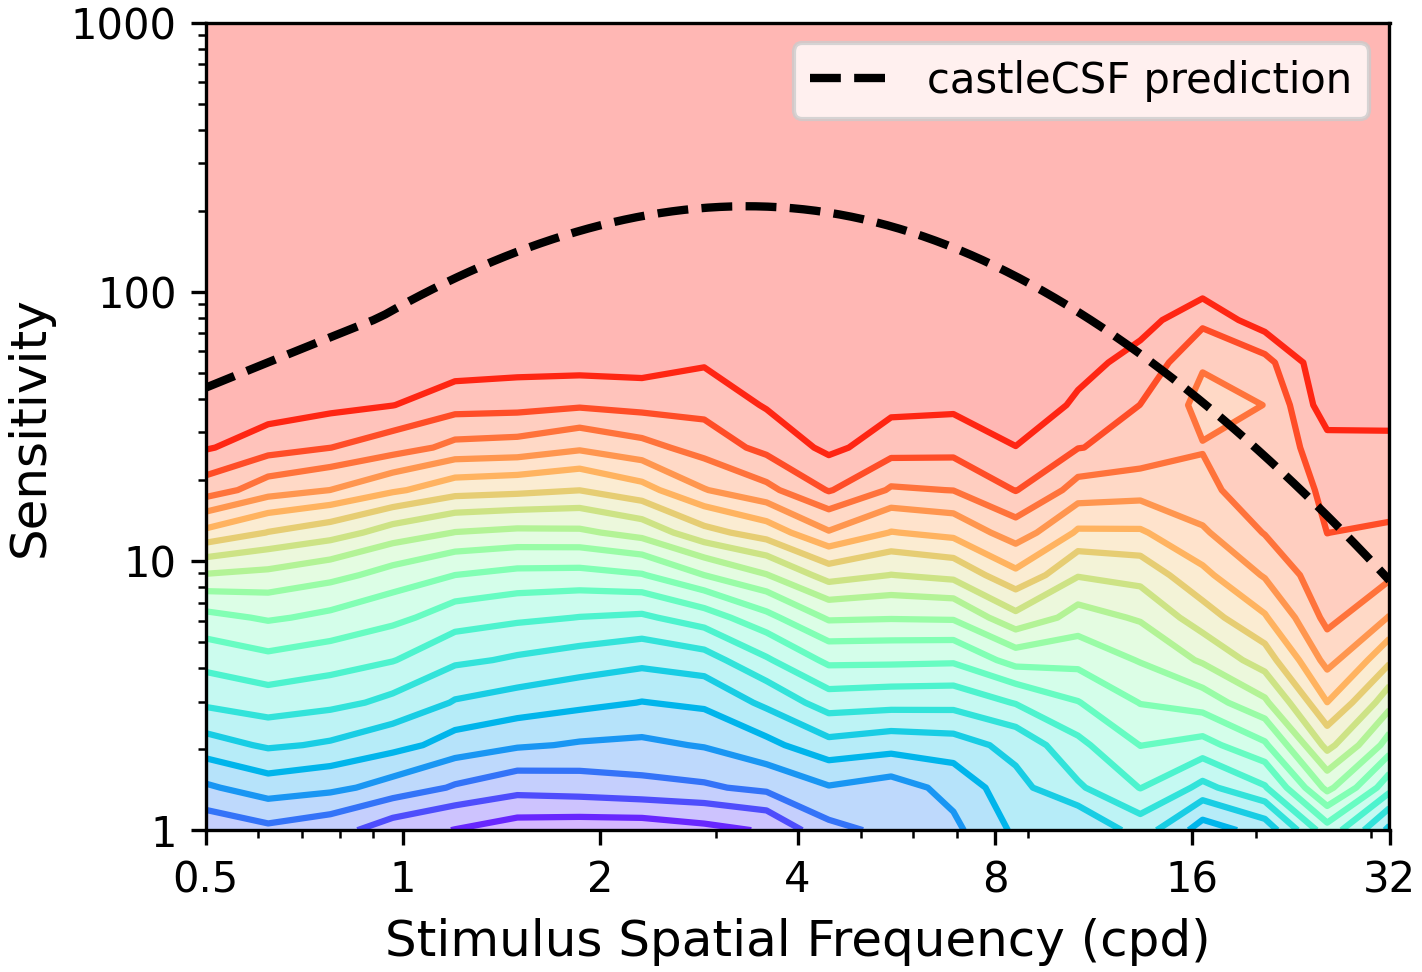 castleCSF prediction
Sensitivity
1000
100
10
1
0.5 1 2 4 8 16 32
Stimulus Spatial Frequency (cpd)